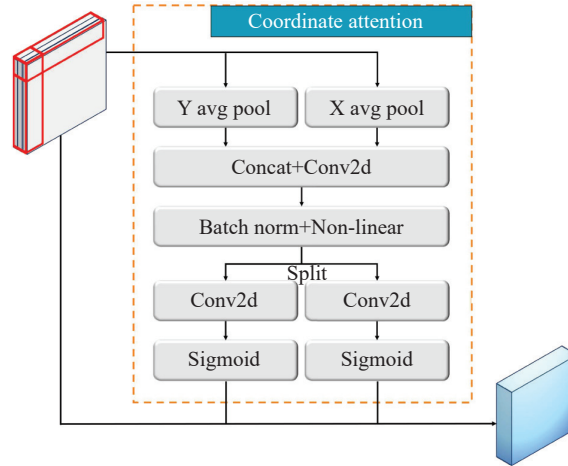 Coordinate attention
Y avg pool
X avg pool
Concat+Conv2d
Batch norm+Non-linear
Split
Conv2d
Conv2d
Sigmoid
Sigmoid